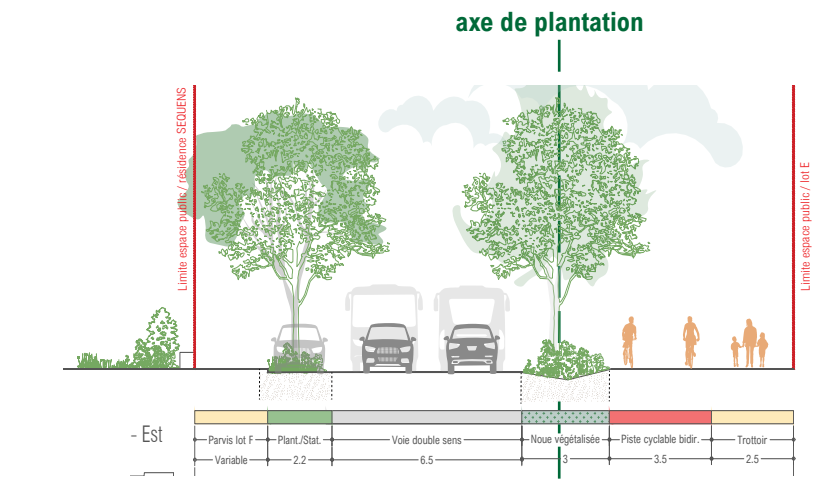 axe de plantation
Limite espace public / résidence SEQUENS
Limite espace public / lot E
- Est
Parvis lot F
Plant./Stat.
Voie double sens
Noue végétalisée
Piste cyclable bidir.
Trottoir
Variable
2.2
6.5
3
3.5
2.5